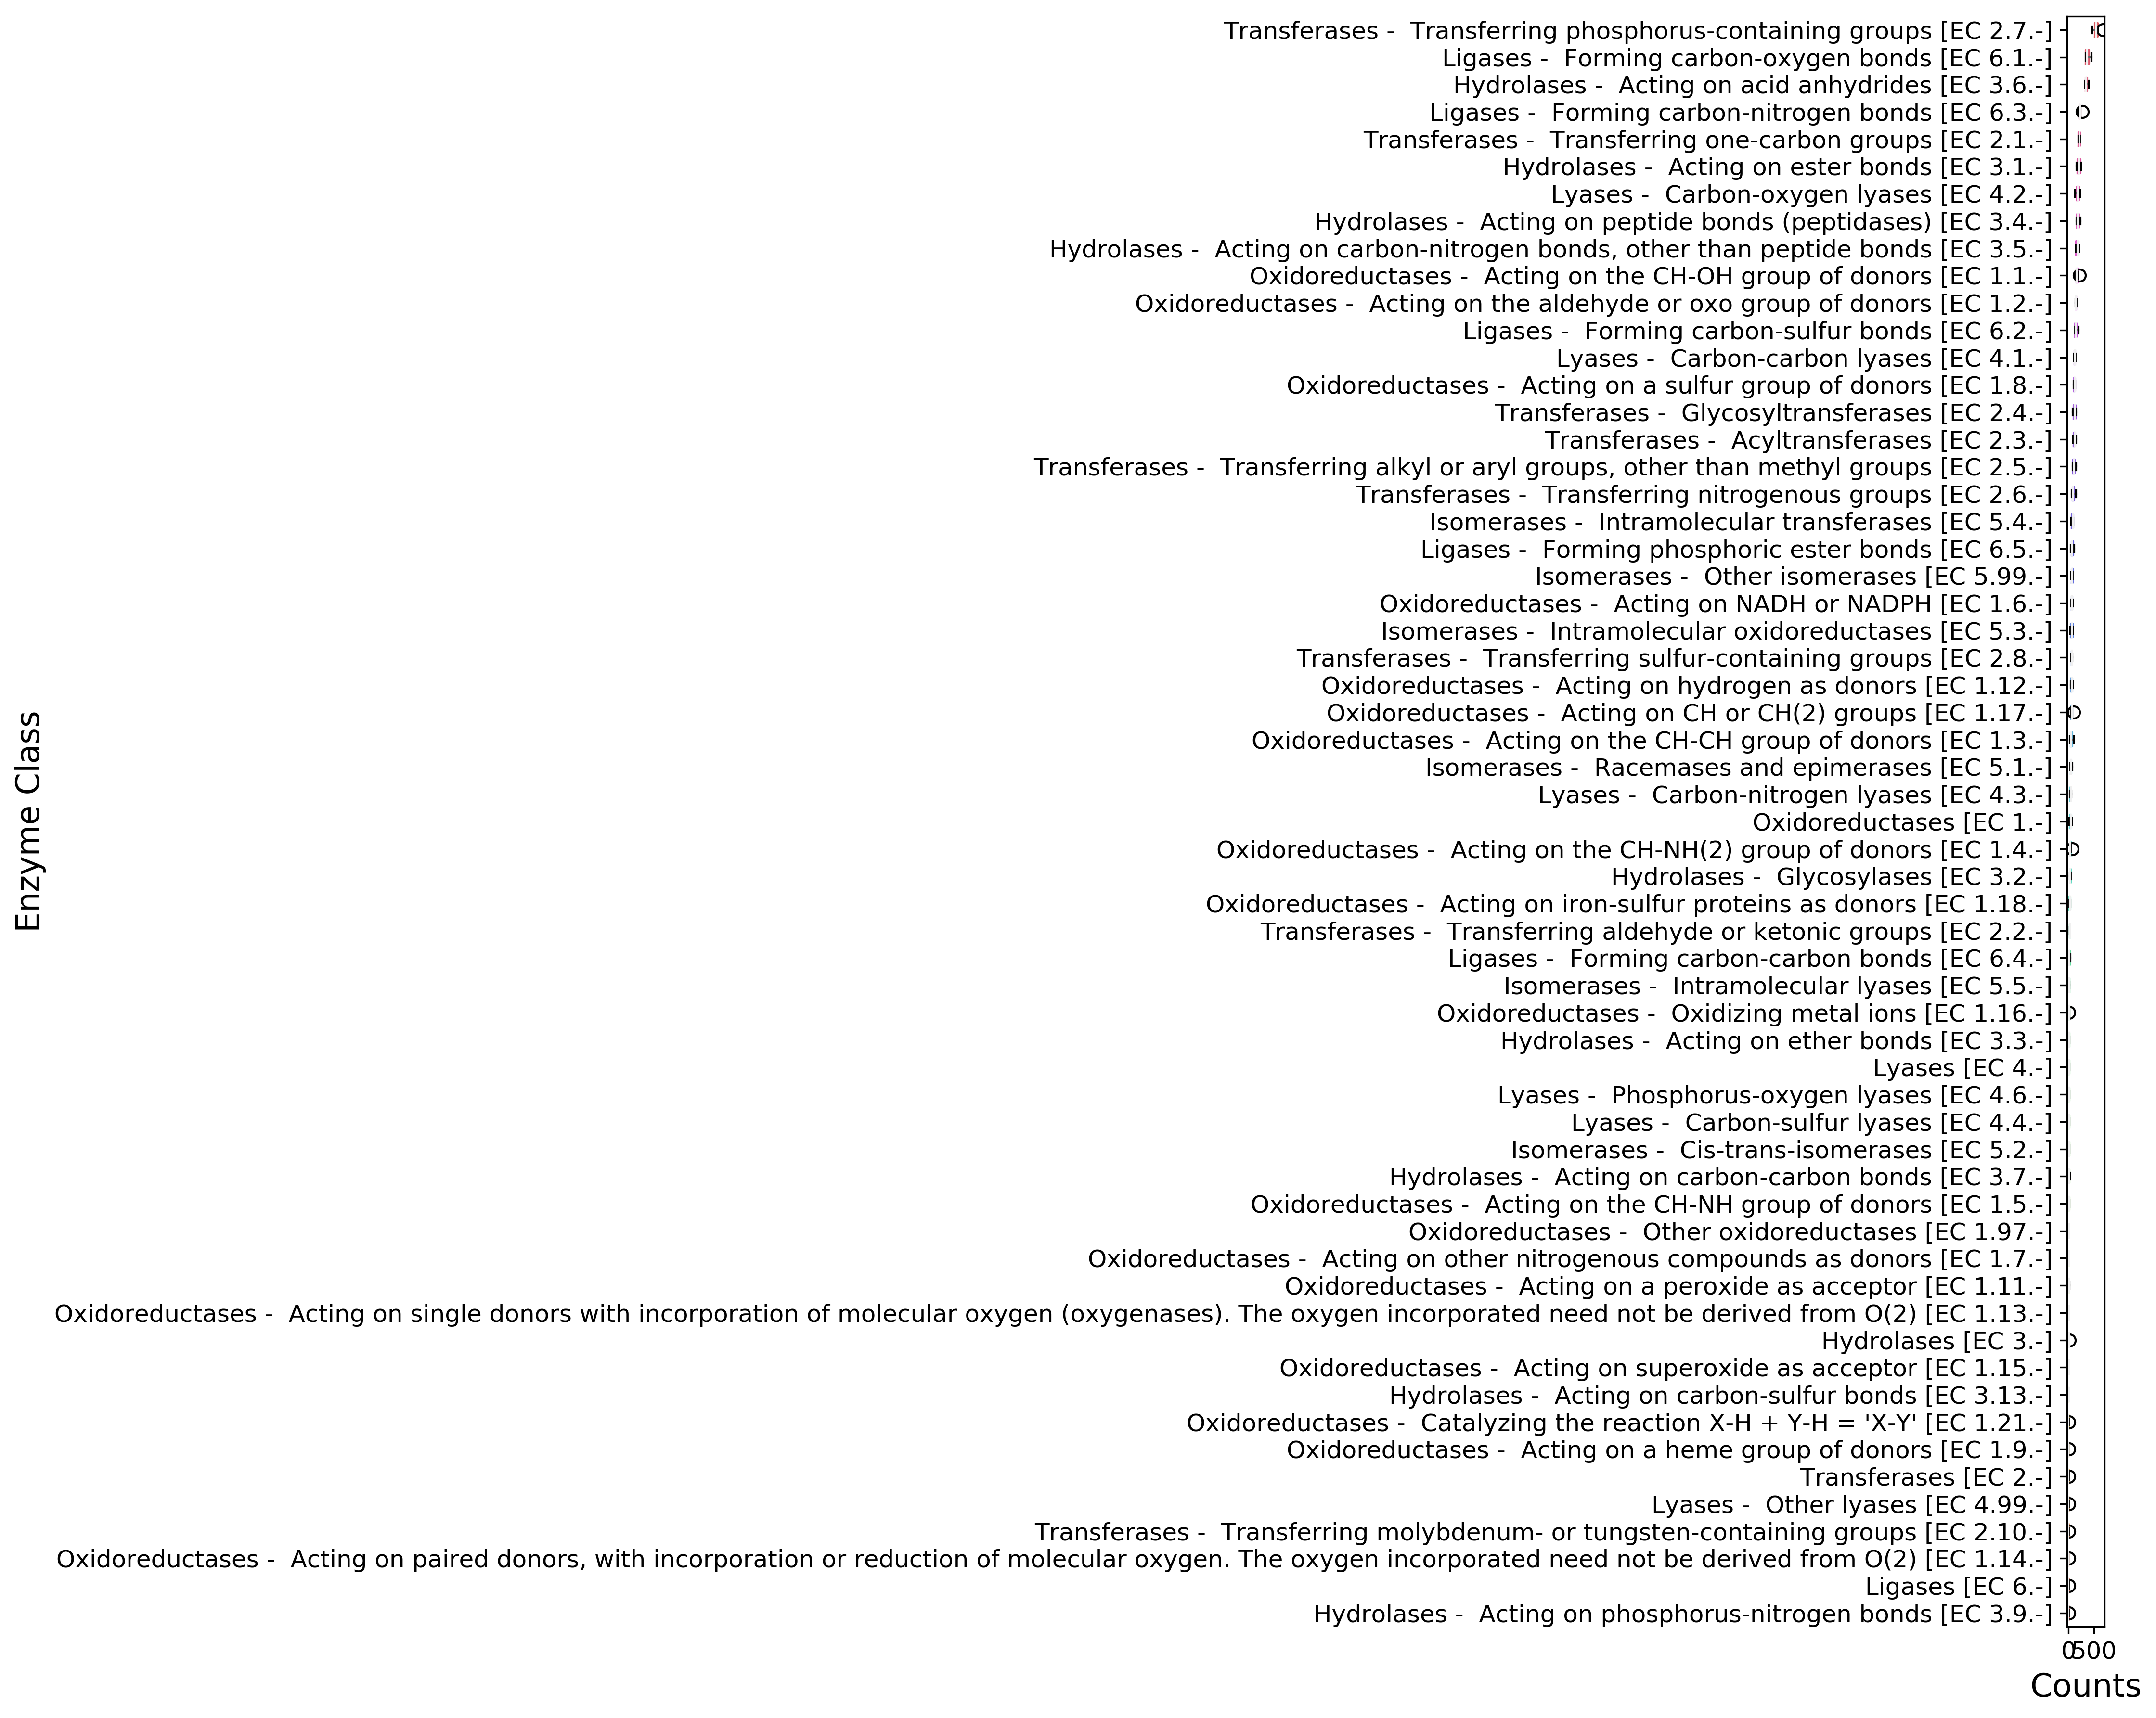 Transferases -  Transferring phosphorus-containing groups [EC 2.7.-]
Ligases -  Forming carbon-oxygen bonds [EC 6.1.-]
Hydrolases -  Acting on acid anhydrides [EC 3.6.-]
Ligases -  Forming carbon-nitrogen bonds [EC 6.3.-]
Transferases -  Transferring one-carbon groups [EC 2.1.-]
Hydrolases -  Acting on ester bonds [EC 3.1.-]
Lyases -  Carbon-oxygen lyases [EC 4.2.-]
Hydrolases -  Acting on peptide bonds (peptidases) [EC 3.4.-]
Hydrolases -  Acting on carbon-nitrogen bonds, other than peptide bonds [EC 3.5.-]
Oxidoreductases -  Acting on the CH-OH group of donors [EC 1.1.-]
Oxidoreductases -  Acting on the aldehyde or oxo group of donors [EC 1.2.-]
Ligases -  Forming carbon-sulfur bonds [EC 6.2.-]
Lyases -  Carbon-carbon lyases [EC 4.1.-]
Oxidoreductases -  Acting on a sulfur group of donors [EC 1.8.-]
Transferases -  Glycosyltransferases [EC 2.4.-]
Transferases -  Acyltransferases [EC 2.3.-]
Transferases -  Transferring alkyl or aryl groups, other than methyl groups [EC 2.5.-]
Transferases -  Transferring nitrogenous groups [EC 2.6.-]
Isomerases -  Intramolecular transferases [EC 5.4.-]
Ligases -  Forming phosphoric ester bonds [EC 6.5.-]
Isomerases -  Other isomerases [EC 5.99.-]
Oxidoreductases -  Acting on NADH or NADPH [EC 1.6.-]
Isomerases -  Intramolecular oxidoreductases [EC 5.3.-]
Transferases -  Transferring sulfur-containing groups [EC 2.8.-]
Oxidoreductases -  Acting on hydrogen as donors [EC 1.12.-]
Oxidoreductases -  Acting on CH or CH(2) groups [EC 1.17.-]
Oxidoreductases -  Acting on the CH-CH group of donors [EC 1.3.-]
Isomerases -  Racemases and epimerases [EC 5.1.-]
Lyases -  Carbon-nitrogen lyases [EC 4.3.-]
Oxidoreductases [EC 1.-]
Oxidoreductases -  Acting on the CH-NH(2) group of donors [EC 1.4.-]
Hydrolases -  Glycosylases [EC 3.2.-]
Oxidoreductases -  Acting on iron-sulfur proteins as donors [EC 1.18.-]
Transferases -  Transferring aldehyde or ketonic groups [EC 2.2.-]
Ligases -  Forming carbon-carbon bonds [EC 6.4.-]
Isomerases -  Intramolecular lyases [EC 5.5.-]
Oxidoreductases -  Oxidizing metal ions [EC 1.16.-]
Hydrolases -  Acting on ether bonds [EC 3.3.-]
Lyases [EC 4.-]
Lyases -  Phosphorus-oxygen lyases [EC 4.6.-]
Lyases -  Carbon-sulfur lyases [EC 4.4.-]
Isomerases -  Cis-trans-isomerases [EC 5.2.-]
Hydrolases -  Acting on carbon-carbon bonds [EC 3.7.-]
Oxidoreductases -  Acting on the CH-NH group of donors [EC 1.5.-]
Oxidoreductases -  Other oxidoreductases [EC 1.97.-]
Oxidoreductases -  Acting on other nitrogenous compounds as donors [EC 1.7.-]
Oxidoreductases -  Acting on a peroxide as acceptor [EC 1.11.-]
Oxidoreductases -  Acting on single donors with incorporation of molecular oxygen (oxygenases). The oxygen incorporated need not be derived from O(2) [EC 1.13.-]
Hydrolases [EC 3.-]
Oxidoreductases -  Acting on superoxide as acceptor [EC 1.15.-]
Hydrolases -  Acting on carbon-sulfur bonds [EC 3.13.-]
Oxidoreductases -  Catalyzing the reaction X-H + Y-H = 'X-Y' [EC 1.21.-]
Oxidoreductases -  Acting on a heme group of donors [EC 1.9.-]
Transferases [EC 2.-]
Lyases -  Other lyases [EC 4.99.-]
Transferases -  Transferring molybdenum- or tungsten-containing groups [EC 2.10.-]
Oxidoreductases -  Acting on paired donors, with incorporation or reduction of molecular oxygen. The oxygen incorporated need not be derived from O(2) [EC 1.14.-]
Ligases [EC 6.-]
Hydrolases -  Acting on phosphorus-nitrogen bonds [EC 3.9.-]
Enzyme Class
0 500
Counts